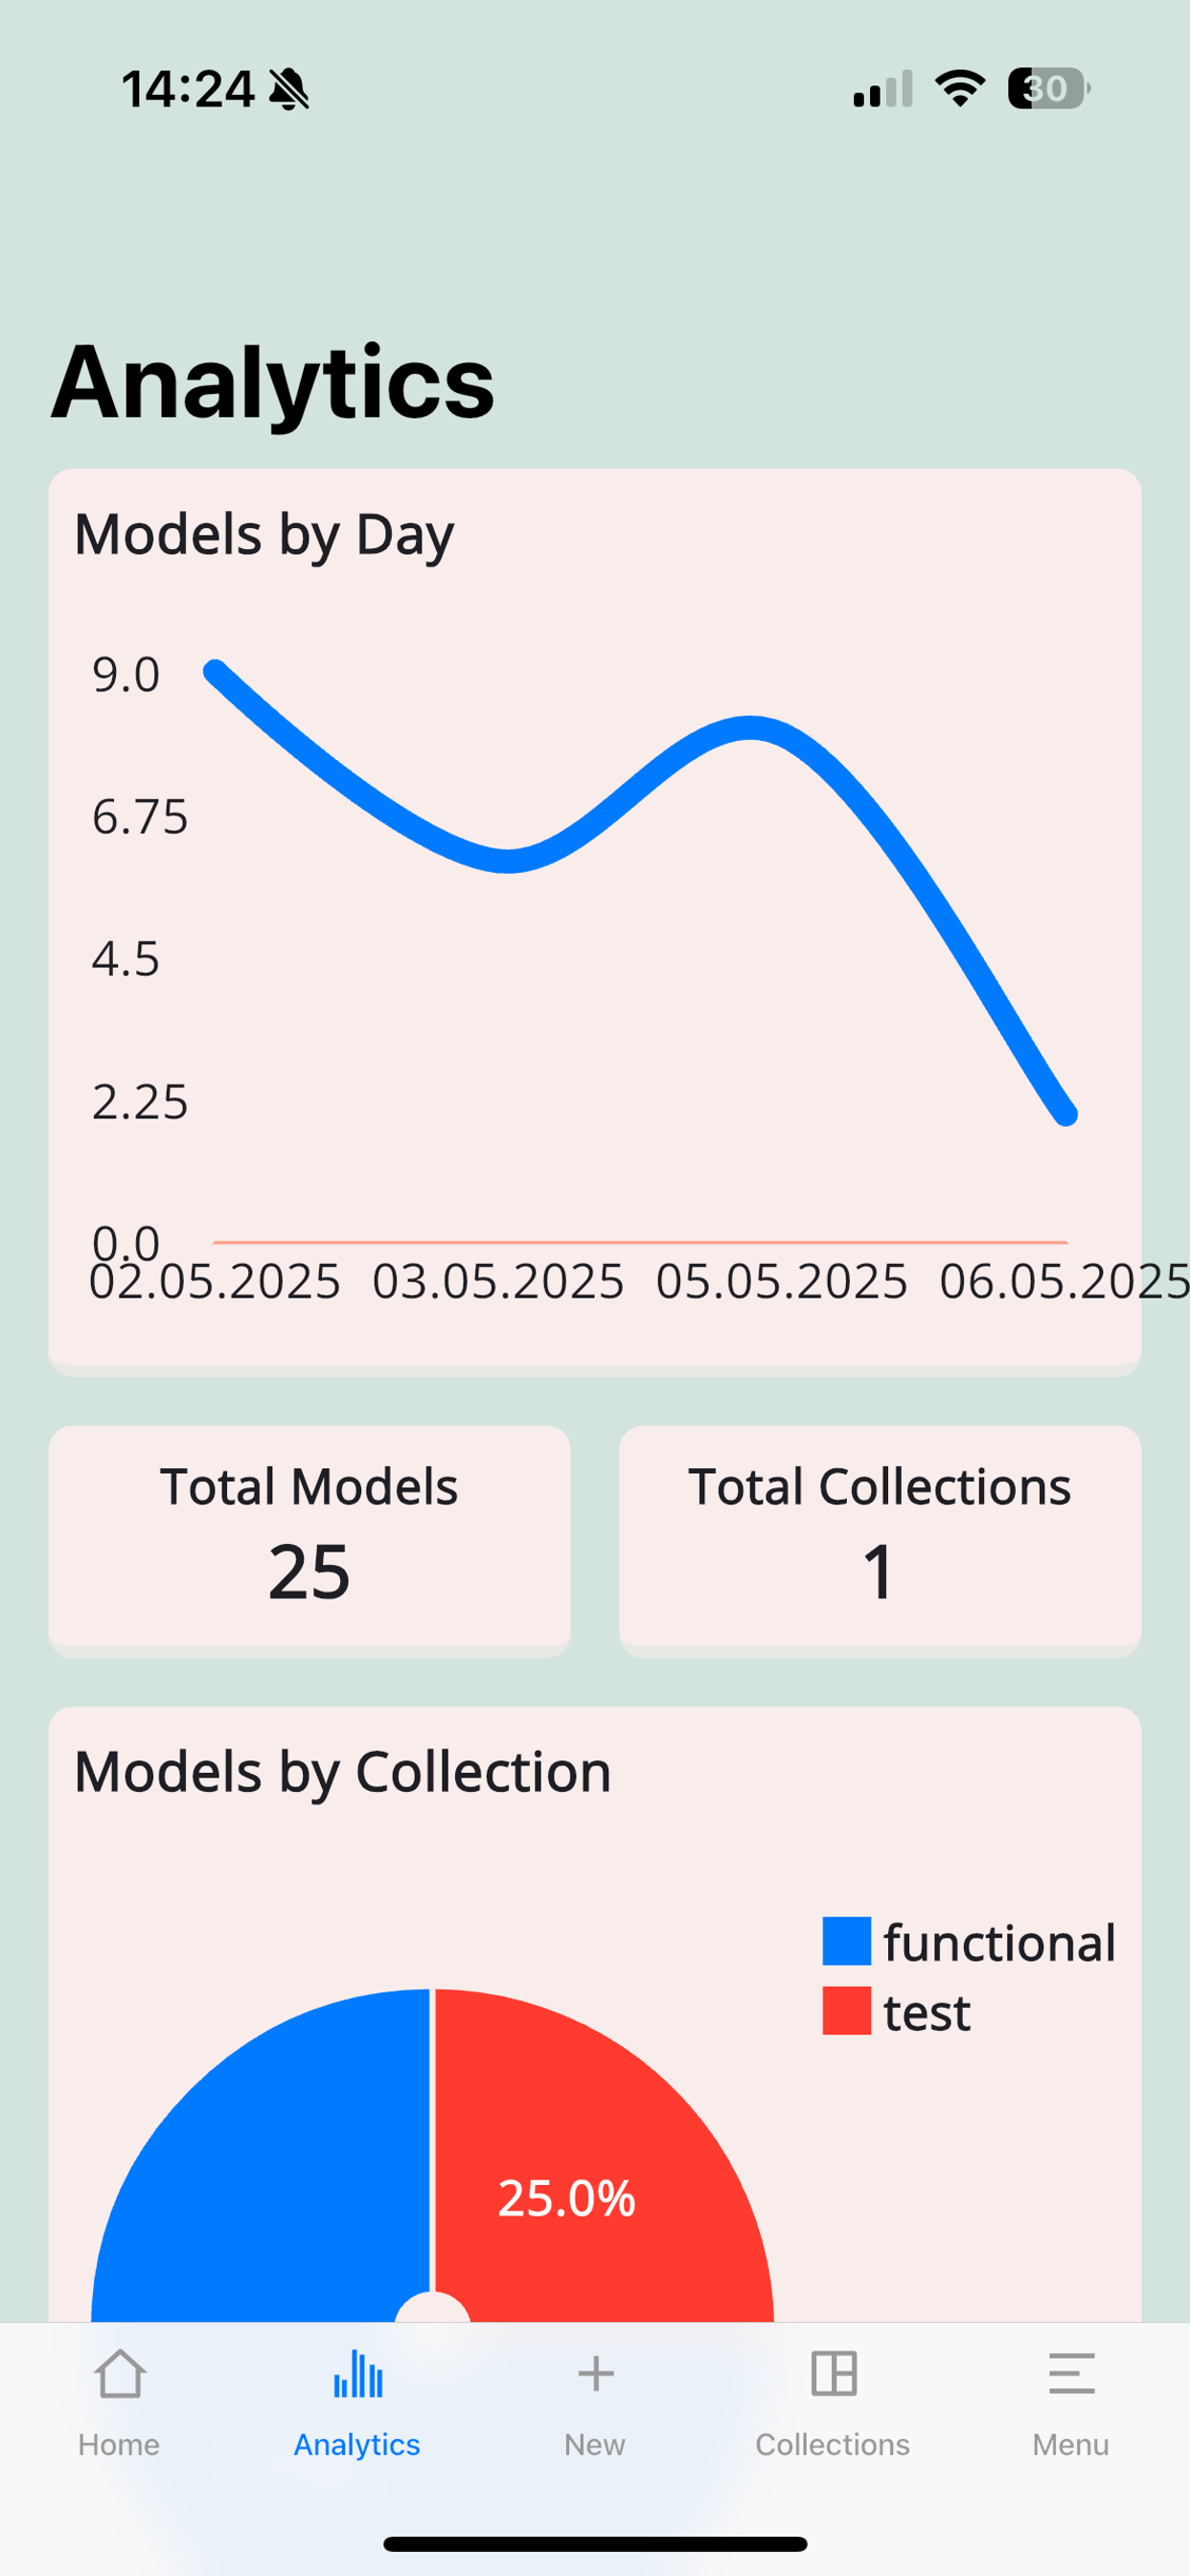 14:24
30
Analytics
Models by Day
9.0
6.75
4.5
2.25
0.0
02.05.2025 03.05.2025 05.05.2025 06.05.2025
Total Models
25
Total Collections
1
Models by Collection
functional
test
25.0%
Home Analytics New Collections Menu